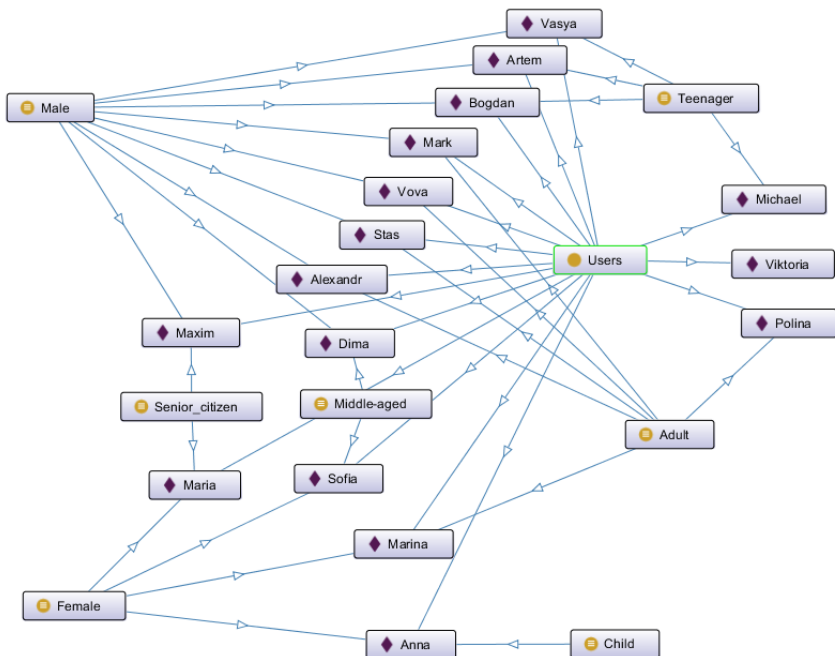 Vasya
Artem
Male
Bogdan
Teenager
Mark
Vova
Michael
Stas
Users
Viktoria
Alexandr
Polina
Maxim
Dima
Senior_citizen
Middle-aged
Adult
Maria
Sofia
Marina
Female
Anna
Child